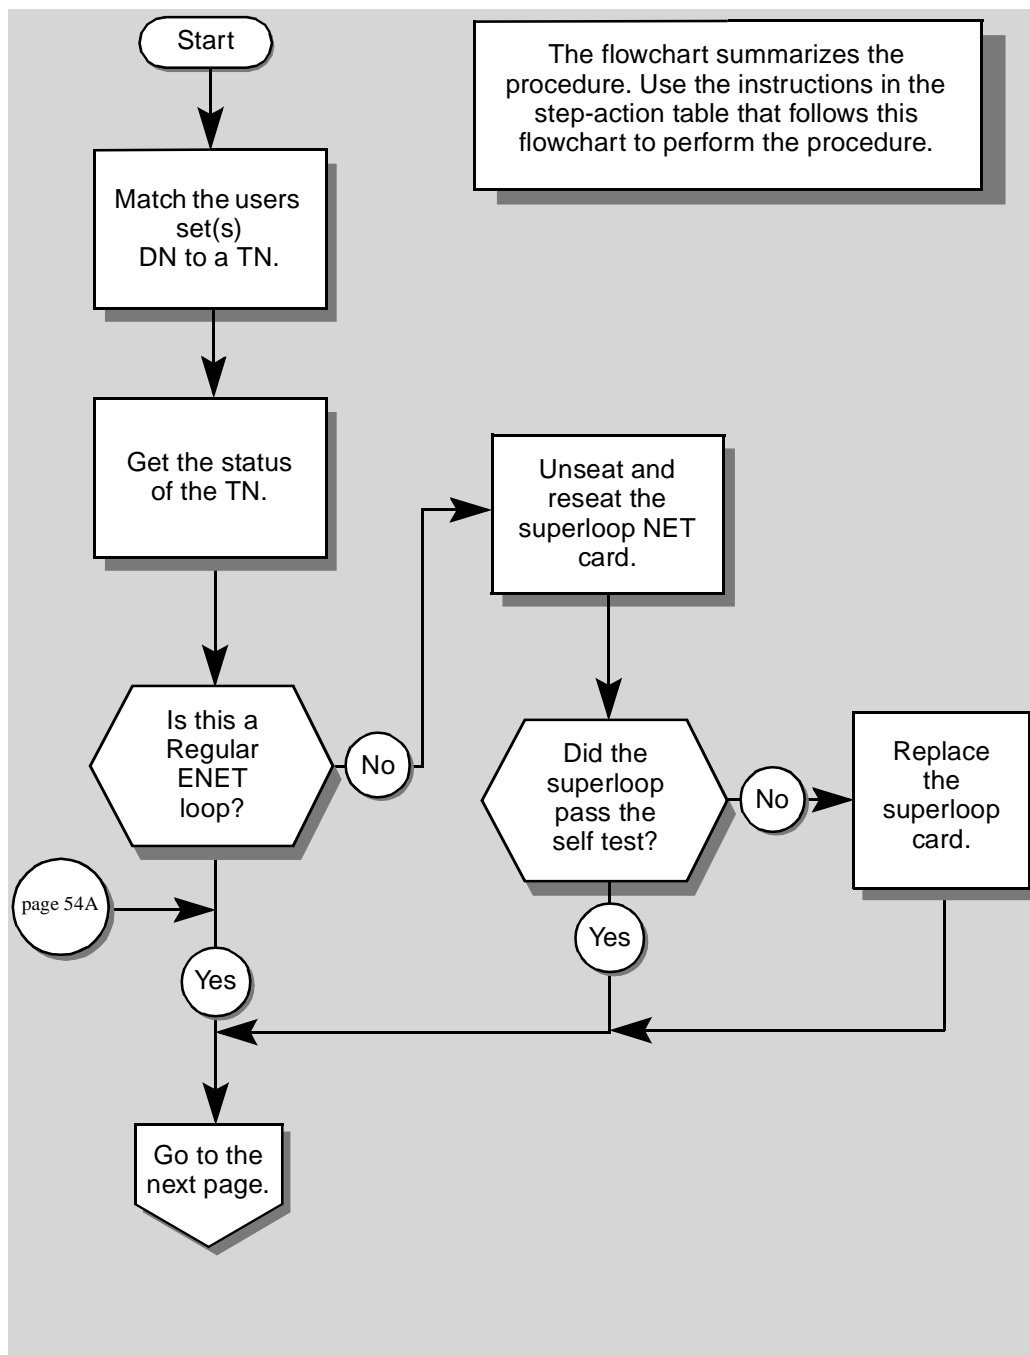 Start
The flowchart summarizes the
procedure. Use the instructions in the
step-action table that follows this
flowchart to perform the procedure.
Match the users
set(s)
DN to a TN.
Get the status
of the TN.
Unseat and
reseat the
superloop NET
card.
Is this a
Regular
ENET
loop?
No
Did the
superloop
pass the
self test?
No
Replace
the
superloop
card.
page 54A
Yes
Yes
Go to the
next page.